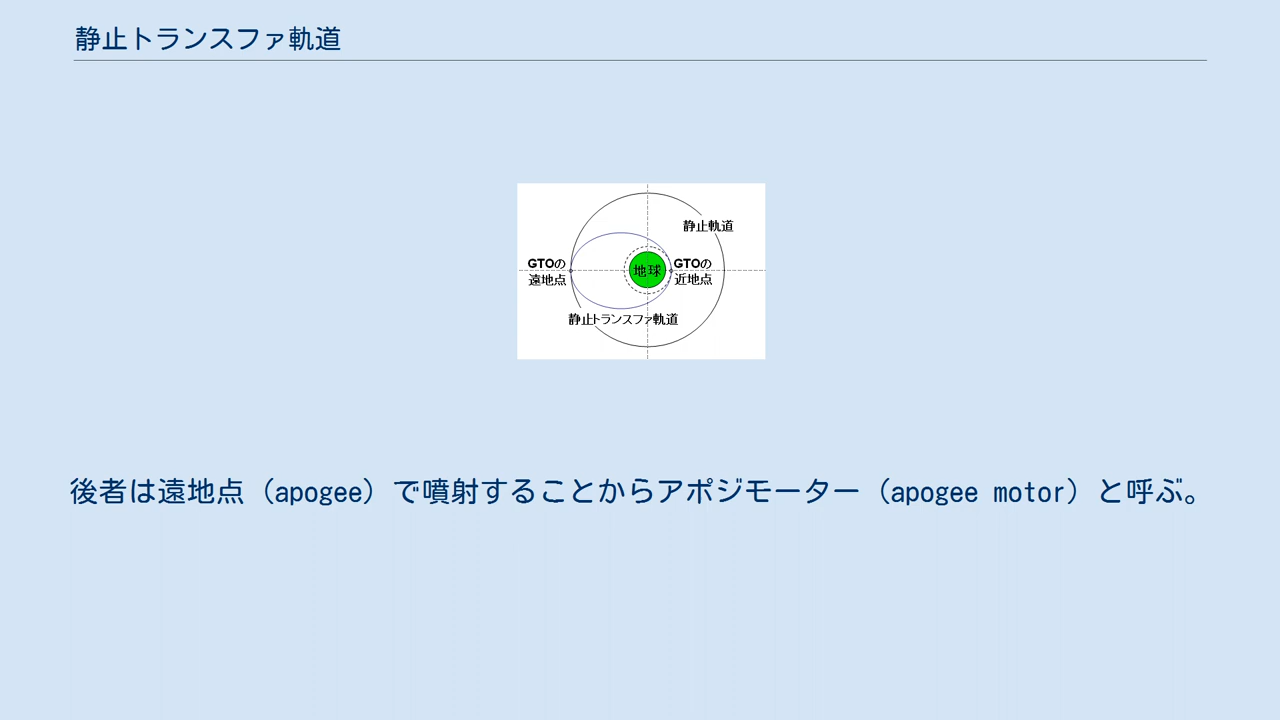 静止トランスファ軌道
静止軌道
GTOの
遠地点
地球
GTOの
近地点
静止トランスファ軌道
後者は遠地点（apogee）で噴射することからアポジモーター（apogee motor）と呼ぶ。